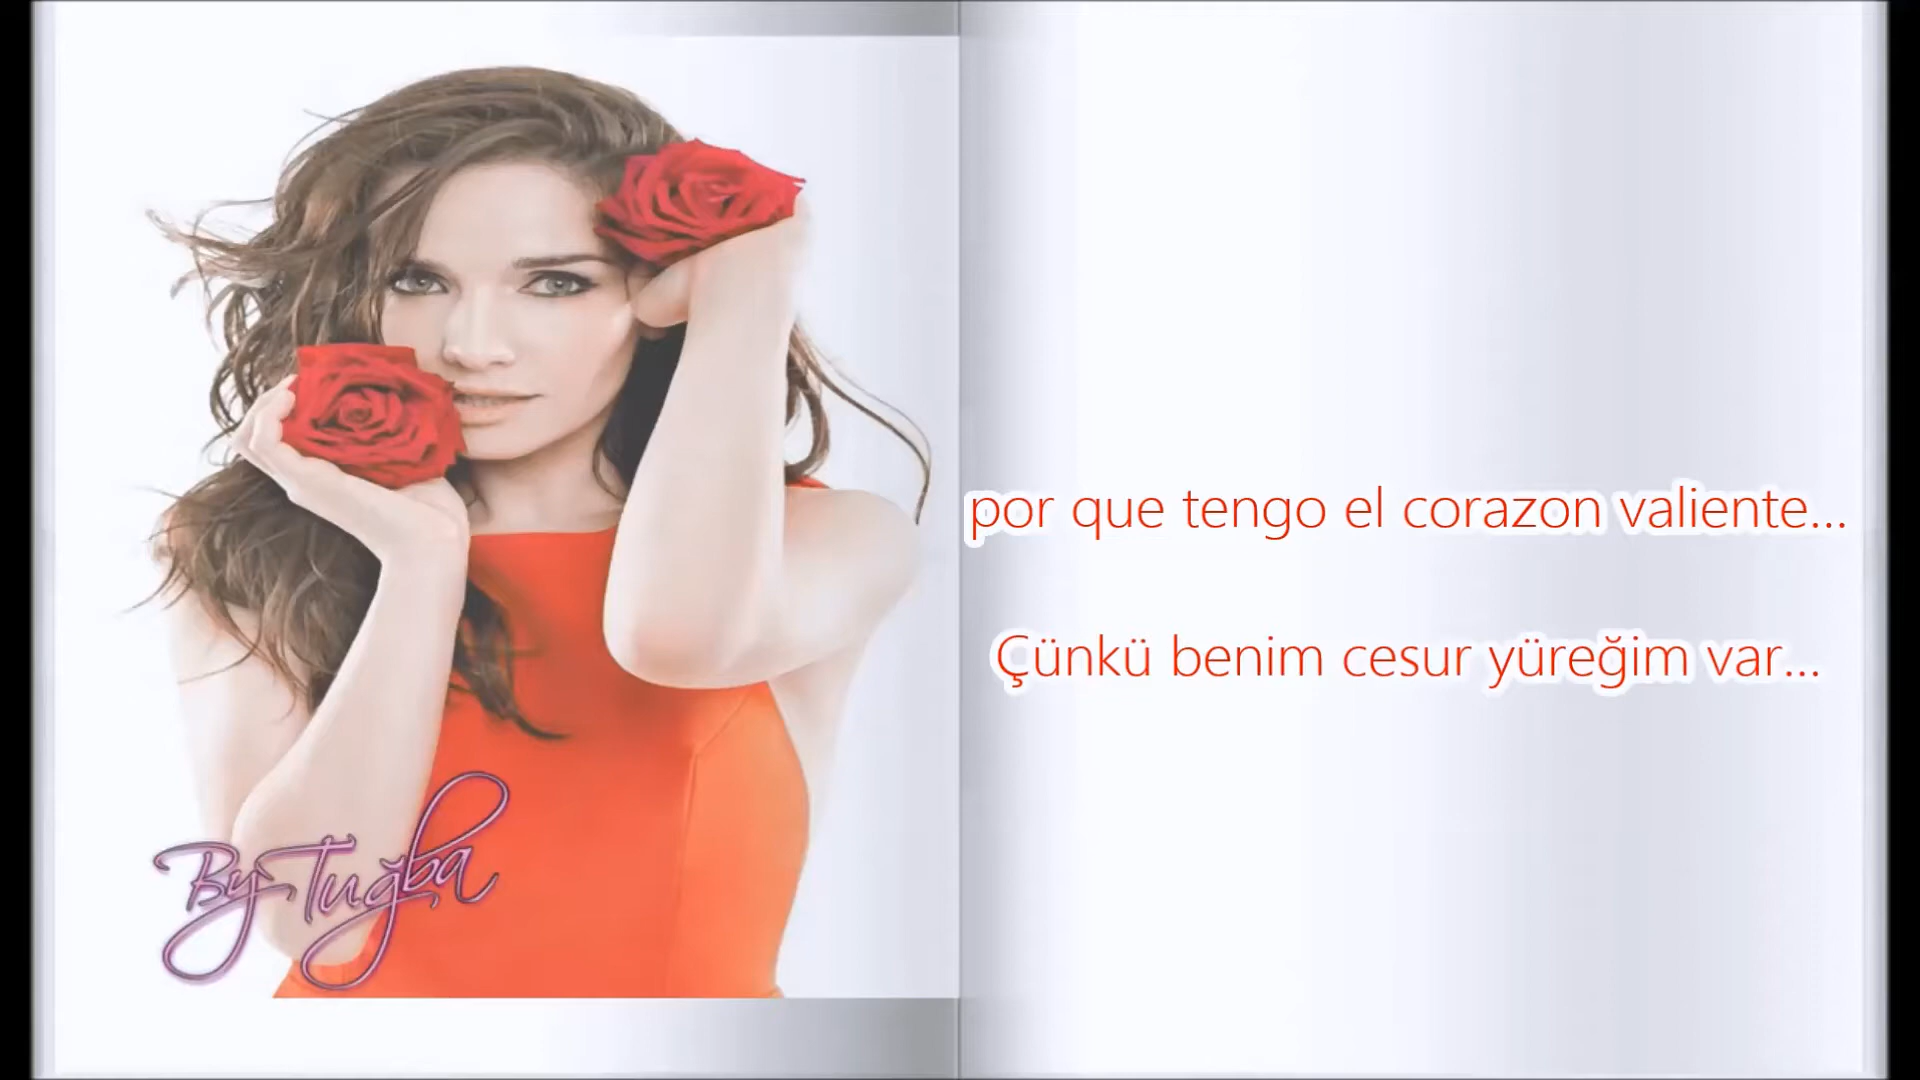 por que tengo el corazon valiente...
Çünkü benim cesur yüreğim var...
By Tuğba